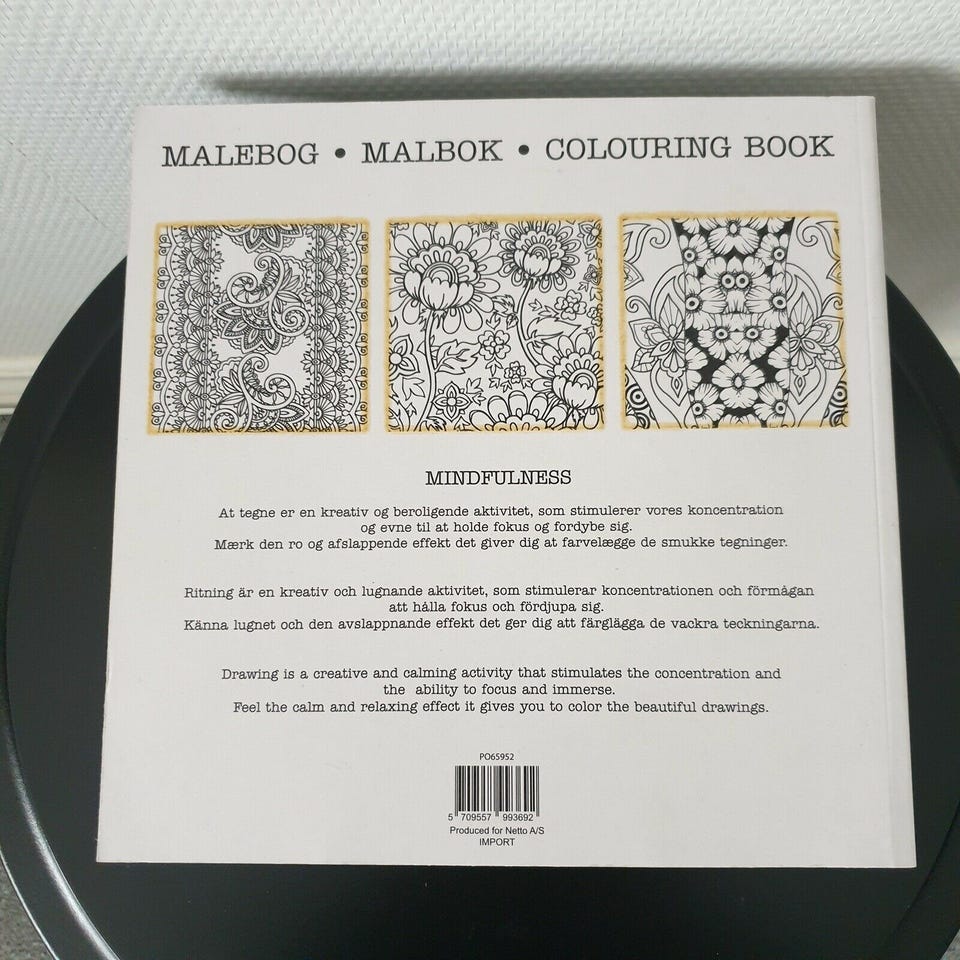 MALEBOG • MALBOK • COLOURING BOOK
MINDFULNESS
At tegne er en kreativ og beroligende aktivitet, som stimulerer vores koncentration
og evne til at holde fokus og fordybe sig.
Mærk den ro og afslappende effekt det giver dig at farvelægge de smukke tegninger.
Ritning är en kreativ och lugnande aktivitet, som stimulerar koncentrationen och förmågan
att hålla fokus och fördjupa sig.
Känna lugnet och den avslappnande effekt det ger dig att färglägga de vackra teckningarna.
Drawing is a creative and calming activity that stimulates the concentration and
the ability to focus and immerse.
Feel the calm and relaxing effect it gives you to color the beautiful drawings.
PO65952
5 709557 993692
Produced for Netto A/S
IMPORT